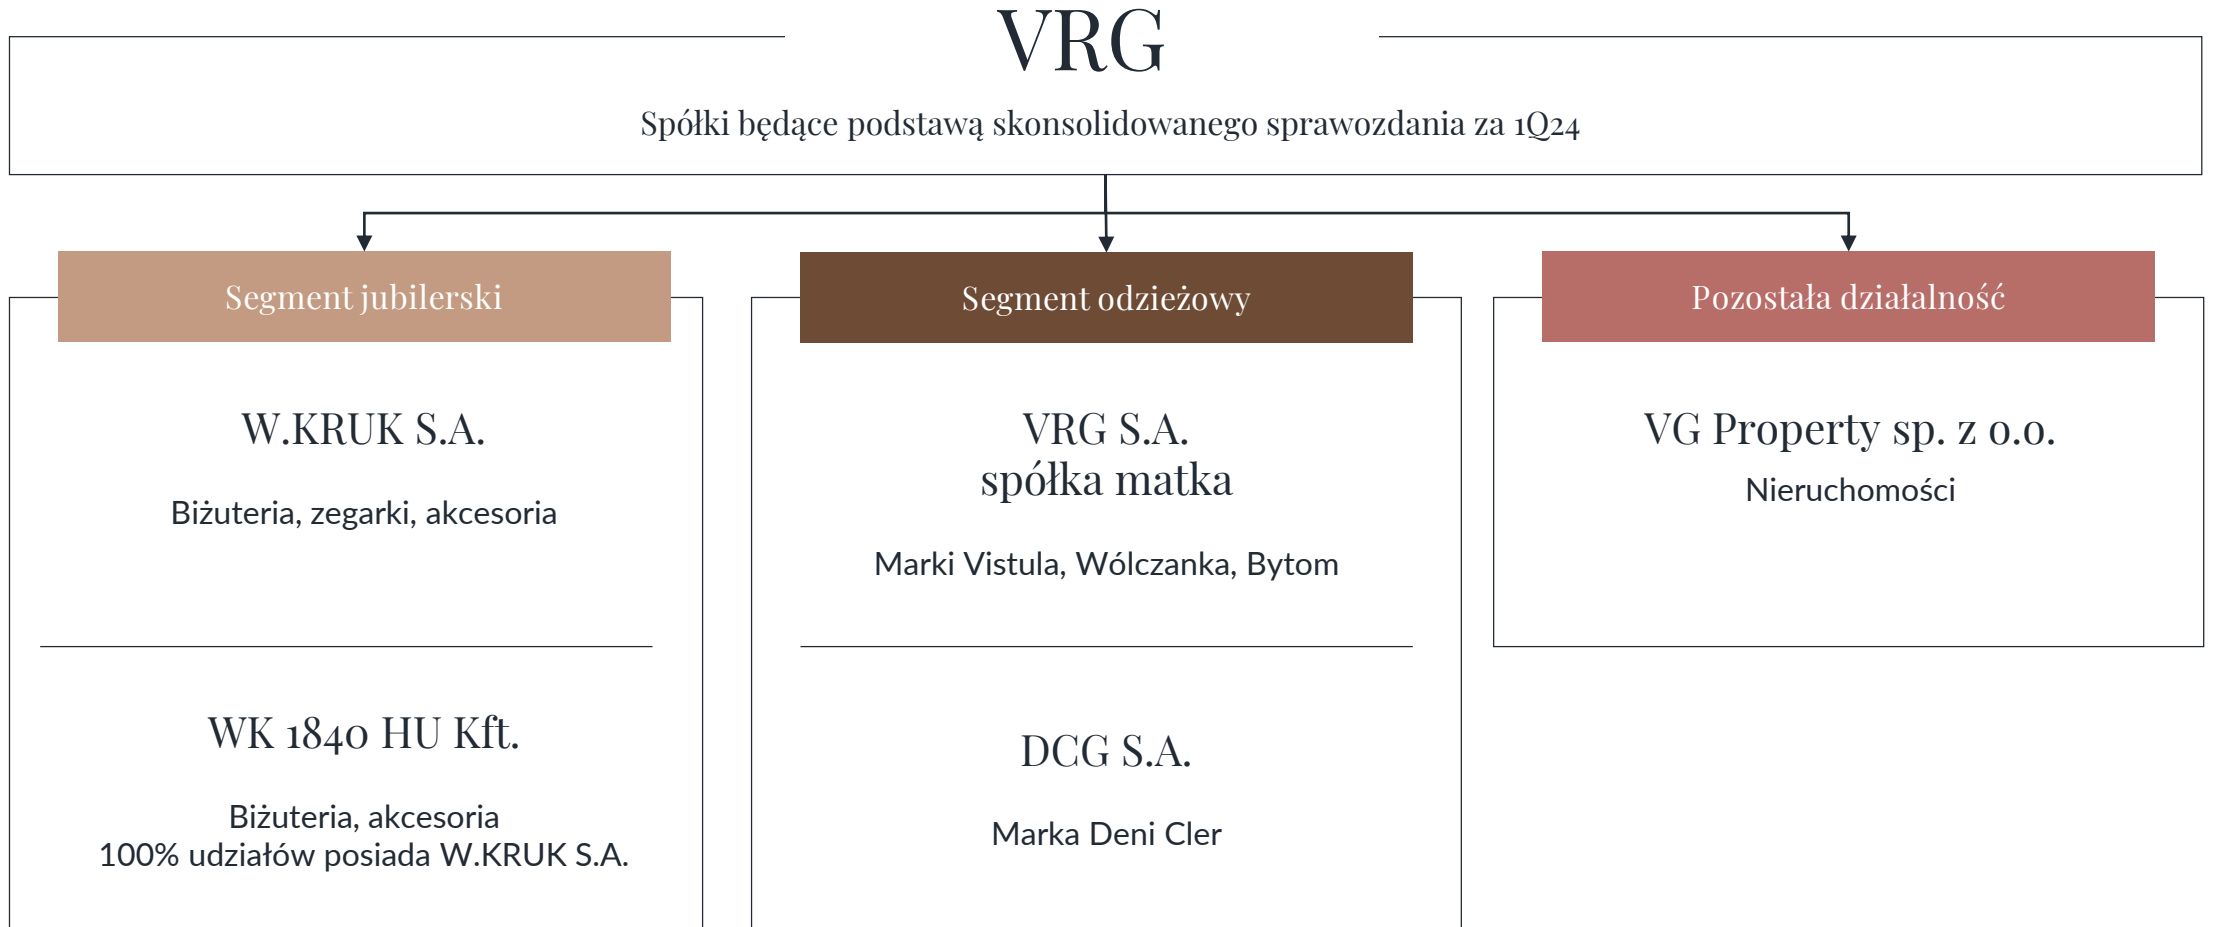 VRG
Spółki będące podstawą skonsolidowanego sprawozdania za 1Q24
Segment jubilerski
W.KRUK S.A.
Biżuteria, zegarki, akcesoria
WK 1840 HU Kft.
Biżuteria, akcesoria
100% udziałów posiada W.KRUK S.A.
Segment odzieżowy
VRG S.A.
spółka matka
Marki Vistula, Wólczanka, Bytom
DCG S.A.
Marka Deni Cler
Pozostała działalność
VG Property sp. z o.o.
Nieruchomości